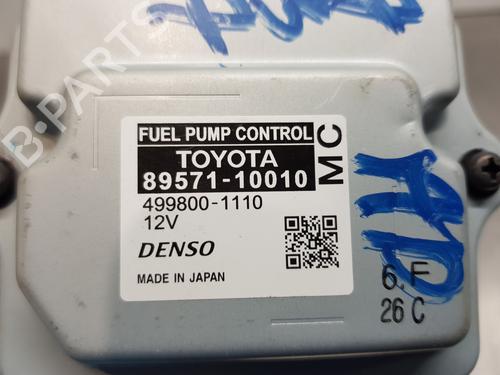 FUEL PUMP CONTROL
TOYOTA
89571-10010
MC
499800-1110
12V
DENSO
MADE IN JAPAN
6.F
26 C
B-PARTS